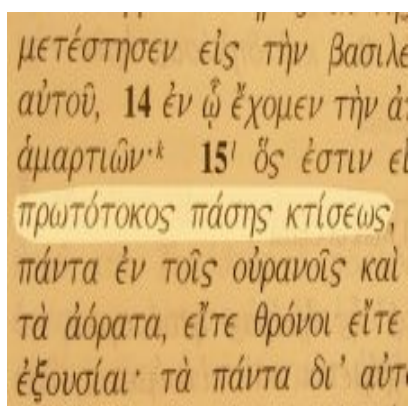 μετέστησεν εἰς τὴν
αὐτοῦ, 14 ἐν ᾧ ἔχομεν τὴν
ἁμαρτιῶν·k 15l ὅς ἐστιν
πρωτότοκος πάσης κτίσεως,
πάντα ἐν τοῖς οὐρανοῖς καὶ
τὰ ἀόρατα, εἴτε θρόνοι εἴτε
ἐξουσίαι· τὰ πάντα δι'